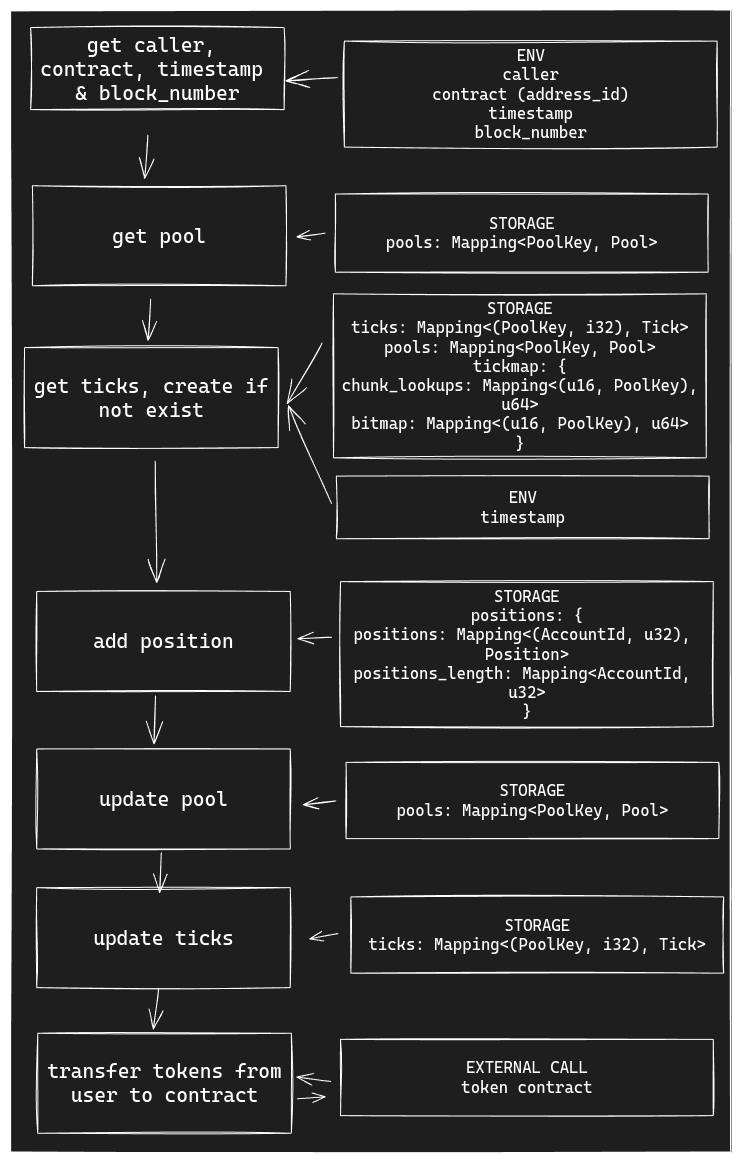 get caller,
contract, timestamp
& block_number
ENV
caller
contract (address_id)
timestamp
block_number
get pool
STORAGE
pools: Mapping<PoolKey, Pool>
get ticks, create if
not exist
STORAGE
ticks: Mapping<(PoolKey, i32), Tick>
pools: Mapping<PoolKey, Pool>
tickmap: {
chunk_lookups: Mapping<(u16, PoolKey),
u64>
bitmap: Mapping<(u16, PoolKey), u64>
}
ENV
timestamp
add position
STORAGE
positions: {
positions: Mapping<(AccountId, u32),
Position>
positions_length: Mapping<AccountId,
u32>
}
update pool
STORAGE
pools: Mapping<PoolKey, Pool>
update ticks
STORAGE
ticks: Mapping<(PoolKey, i32), Tick>
transfer tokens from
user to contract
EXTERNAL CALL
token contract